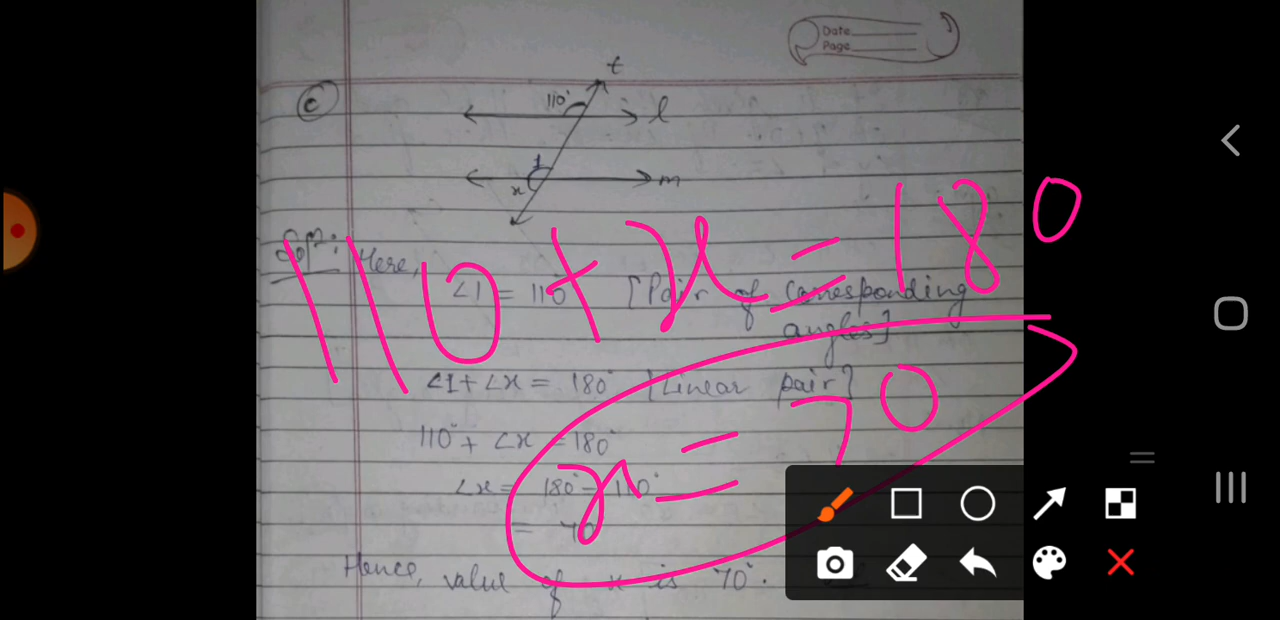 Date
Page
c
t
110°
l
1
x
m
Solⁿ: Here,
∠1 = 110° [Pair of corresponding
angles]
∠1 + ∠x = 180° [Linear pair]
110° + ∠x = 180°
∠x = 180° - 110°
= 70°
Hence, value of x is 70°.
110 + x = 180
x = 70